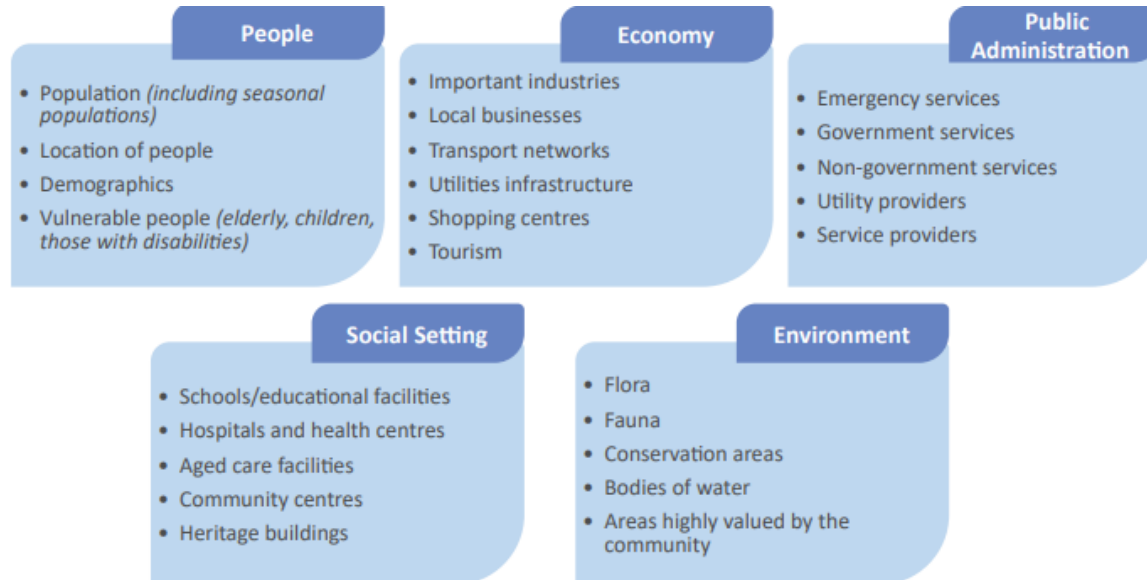 People
• Population (including seasonal
populations)
• Location of people
• Demographics
• Vulnerable people (elderly, children,
those with disabilities)
Economy
• Important industries
• Local businesses
• Transport networks
• Utilities infrastructure
• Shopping centres
• Tourism
Public
Administration
• Emergency services
• Government services
• Non-government services
• Utility providers
• Service providers
Social Setting
• Schools/educational facilities
• Hospitals and health centres
• Aged care facilities
• Community centres
• Heritage buildings
Environment
• Flora
• Fauna
• Conservation areas
• Bodies of water
• Areas highly valued by the
community